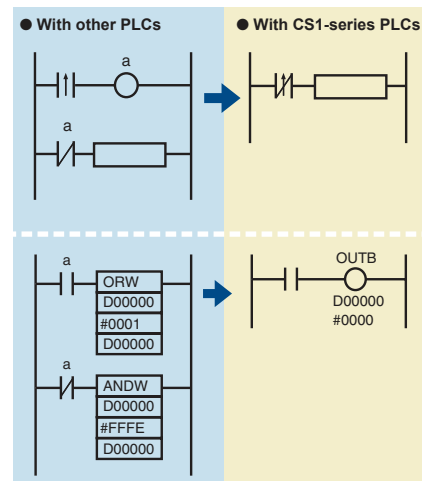 ● With other PLCs
● With CS1-series PLCs
a
a
a
ORW
D00000
#0001
D00000
a
ANDW
D00000
#FFFE
D00000
OUTB
D00000
#0000